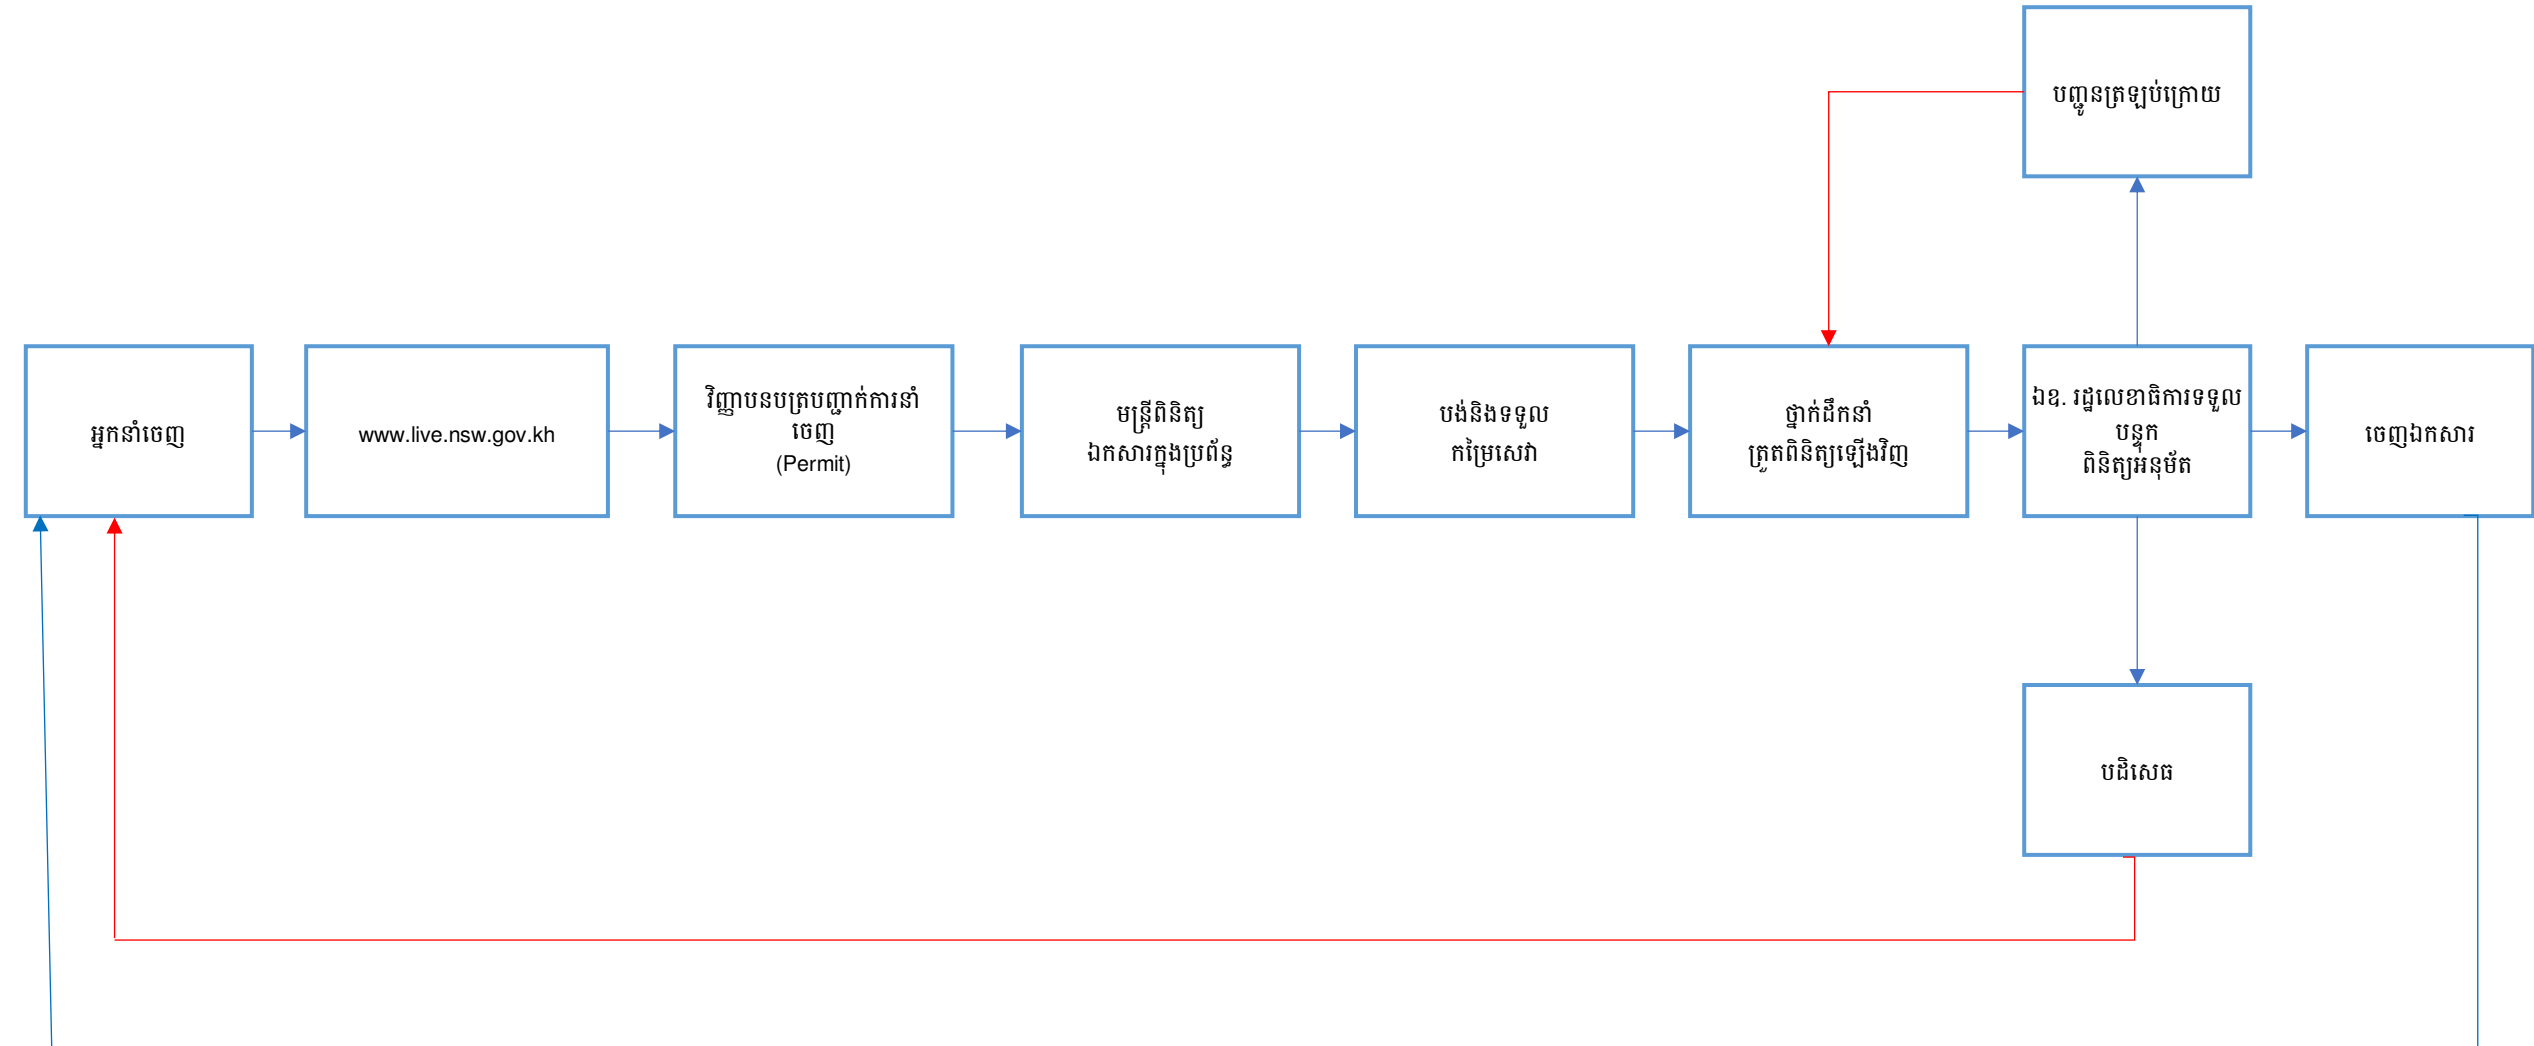 បញ្ជូនត្រឡប់ក្រោយ
អ្នកនាំចេញ
www.live.nsw.gov.kh
វិញ្ញាបនបត្របញ្ជាក់ការនាំ
ចេញ
(Permit)
មន្ត្រីពិនិត្យ
ឯកសារក្នុងប្រព័ន្ធ
បង់និងទទួល
កម្រៃសេវា
ថ្នាក់ដឹកនាំ
ត្រួតពិនិត្យឡើងវិញ
ឯឧ. រដ្ឋលេខាធិការទទួល
បន្ទុក
ពិនិត្យអនុម័ត
ចេញឯកសារ
បដិសេធ